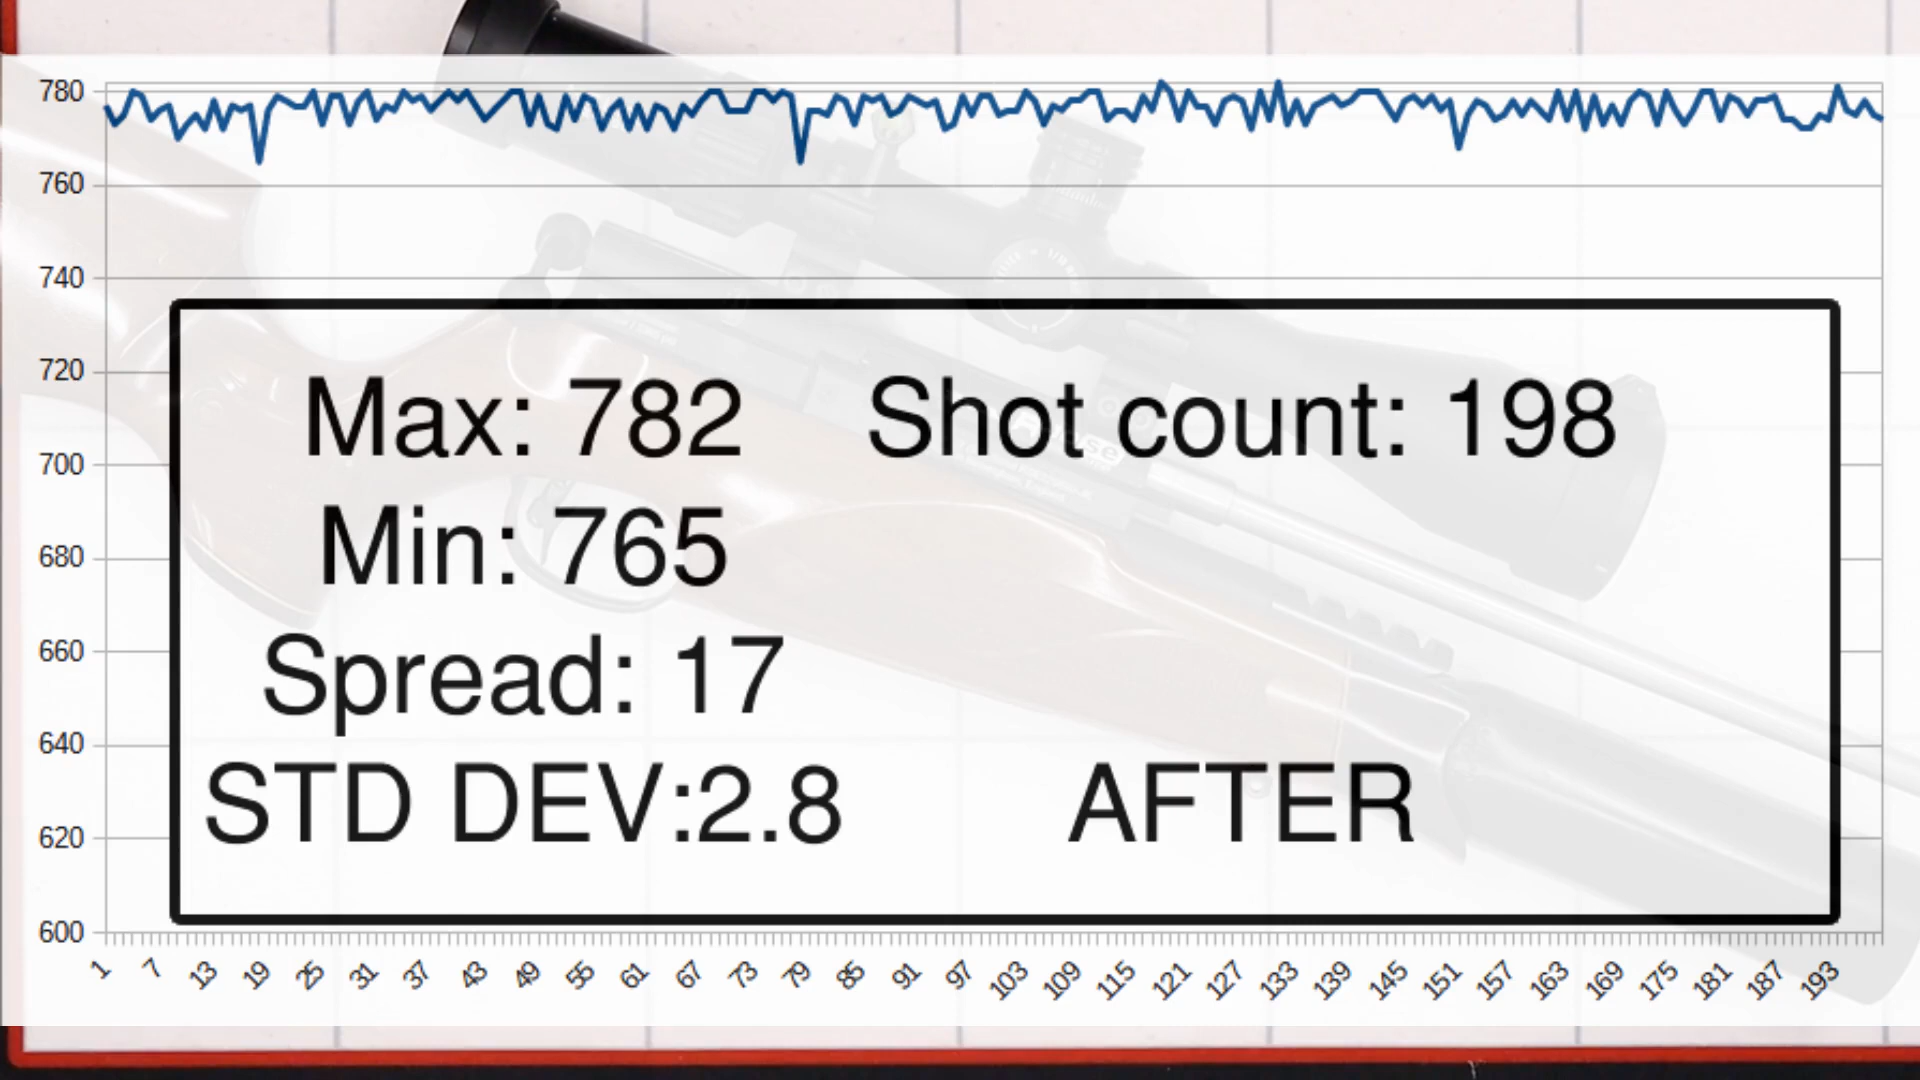 780
760
740
720
700
680
660
640
620
600
Max: 782 Shot count: 198
Min: 765
Spread: 17
STD DEV:2.8 AFTER
1 7 13 19 25 31 37 43 49 55 61 67 73 79 85 91 97 103 109 115 121 127 133 139 145 151 157 163 169 175 181 187 193